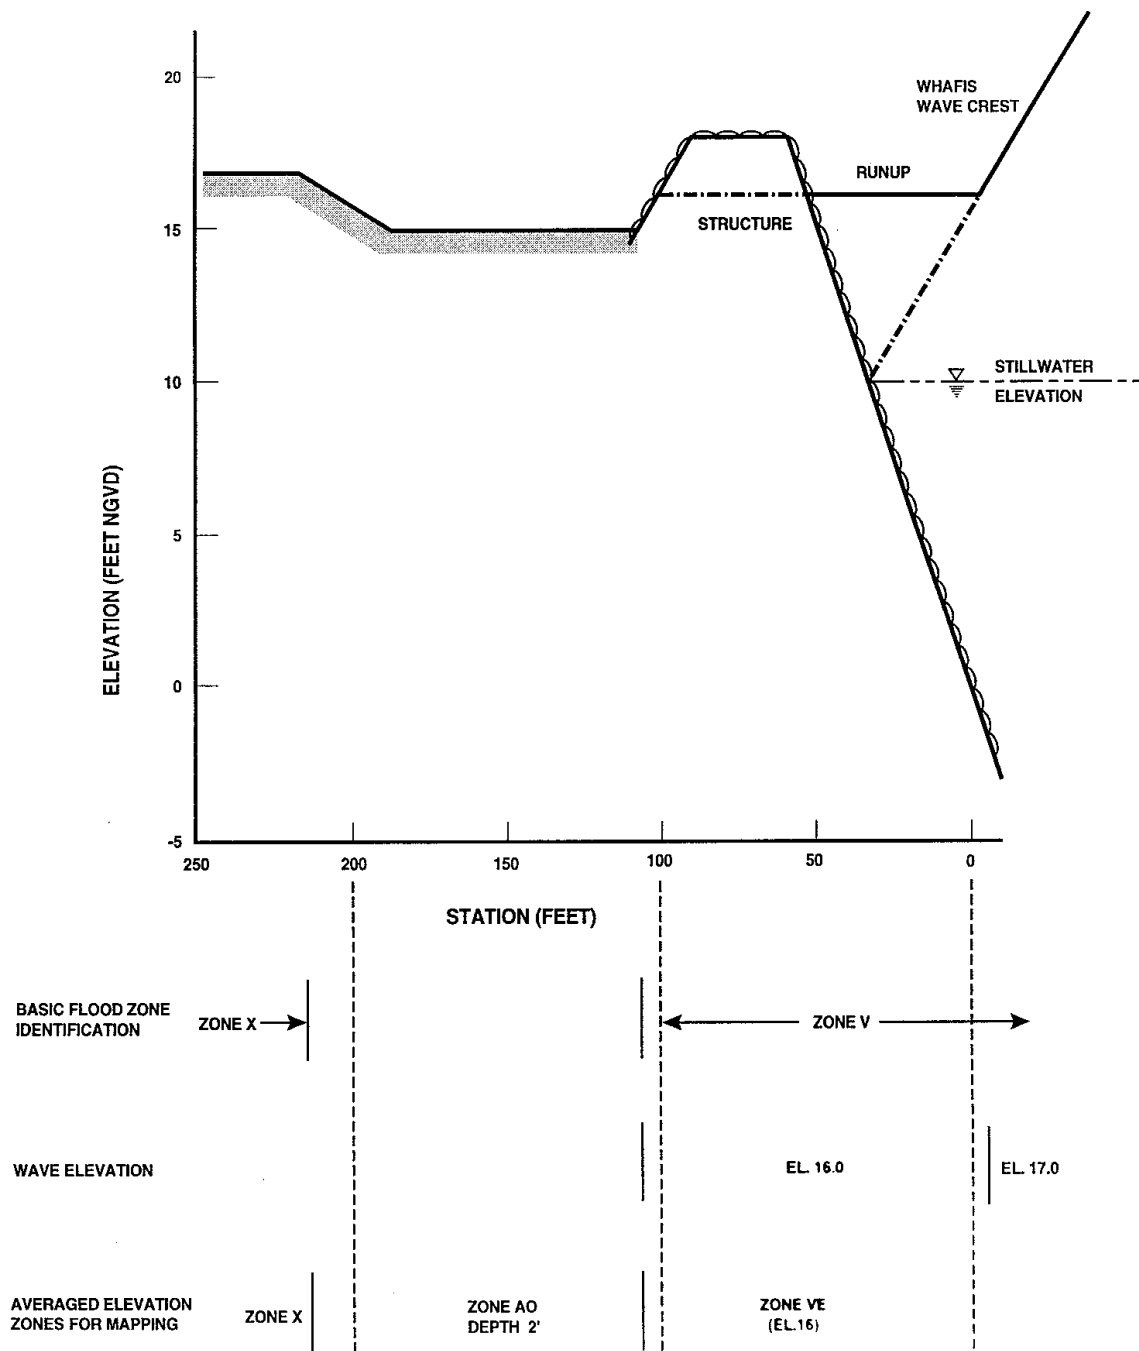 20
15
10
5
0
-5
ELEVATION (FEET NGVD)
WHAFIS
WAVE CREST
RUNUP
STRUCTURE
STILLWATER
ELEVATION
250
200
150
100
50
0
STATION (FEET)
BASIC FLOOD ZONE
IDENTIFICATION
ZONE X
ZONE V
WAVE ELEVATION
EL. 16.0
EL. 17.0
AVERAGED ELEVATION
ZONES FOR MAPPING
ZONE X
ZONE AO
DEPTH 2'
ZONE VE
(EL.16)